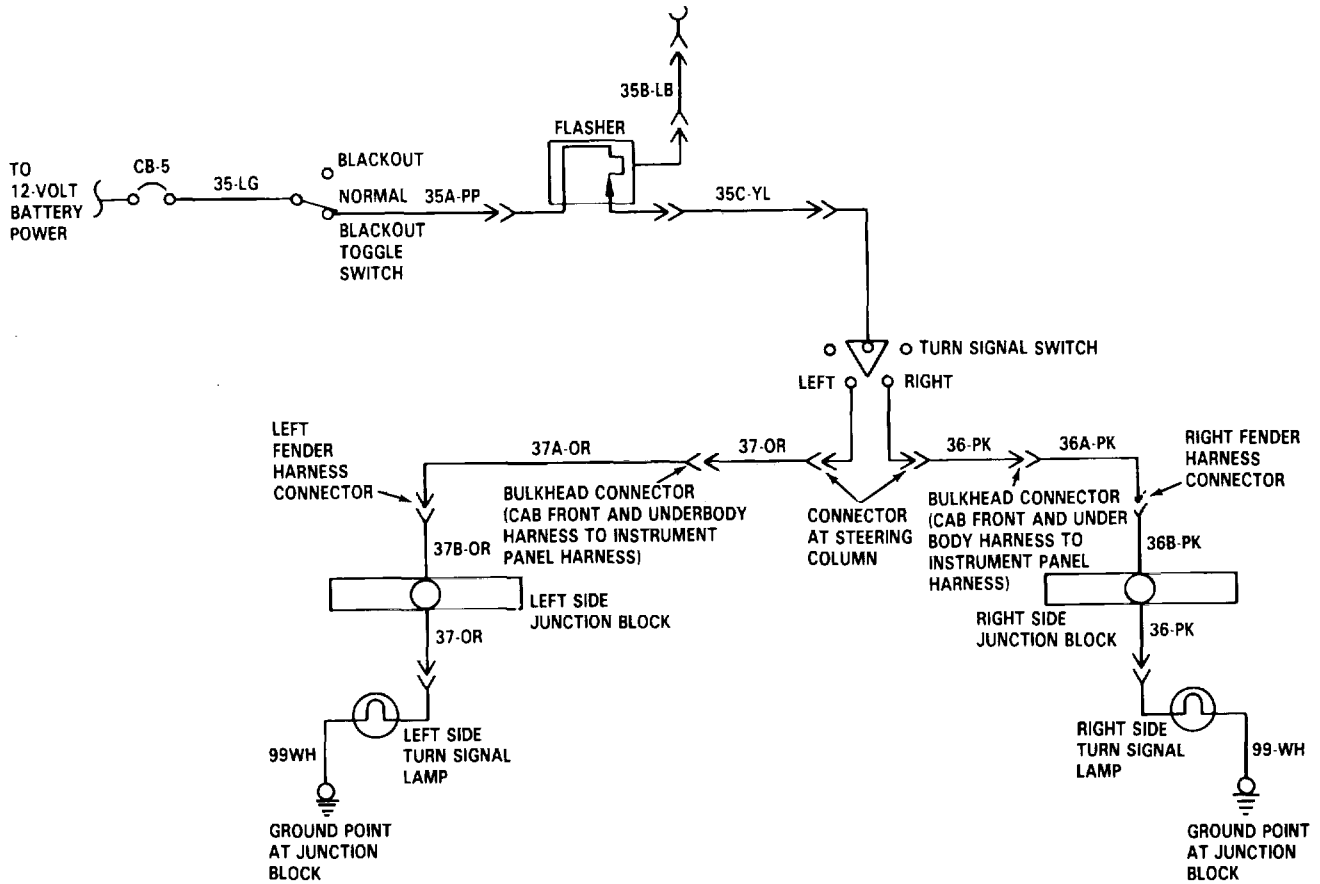 35B-LB
FLASHER
TO
12-VOLT
BATTERY
POWER
CB-5
35-LG
BLACKOUT
NORMAL
35A-PP
BLACKOUT
TOGGLE
SWITCH
35C-YL
TURN SIGNAL SWITCH
LEFT
RIGHT
LEFT
FENDER
HARNESS
CONNECTOR
37A-OR
37-OR
36-PK
36A-PK
RIGHT FENDER
HARNESS
CONNECTOR
BULKHEAD CONNECTOR
(CAB FRONT AND UNDERBODY
HARNESS TO INSTRUMENT
PANEL HARNESS)
CONNECTOR
AT STEERING
COLUMN
BULKHEAD CONNECTOR
(CAB FRONT AND UNDER
BODY HARNESS TO
INSTRUMENT PANEL
HARNESS)
37B-OR
36B-PK
LEFT SIDE
JUNCTION BLOCK
RIGHT SIDE
JUNCTION BLOCK
37-OR
36-PK
LEFT SIDE
TURN SIGNAL
LAMP
RIGHT SIDE
TURN SIGNAL
LAMP
99WH
99-WH
GROUND POINT
AT JUNCTION
BLOCK
GROUND POINT
AT JUNCTION
BLOCK